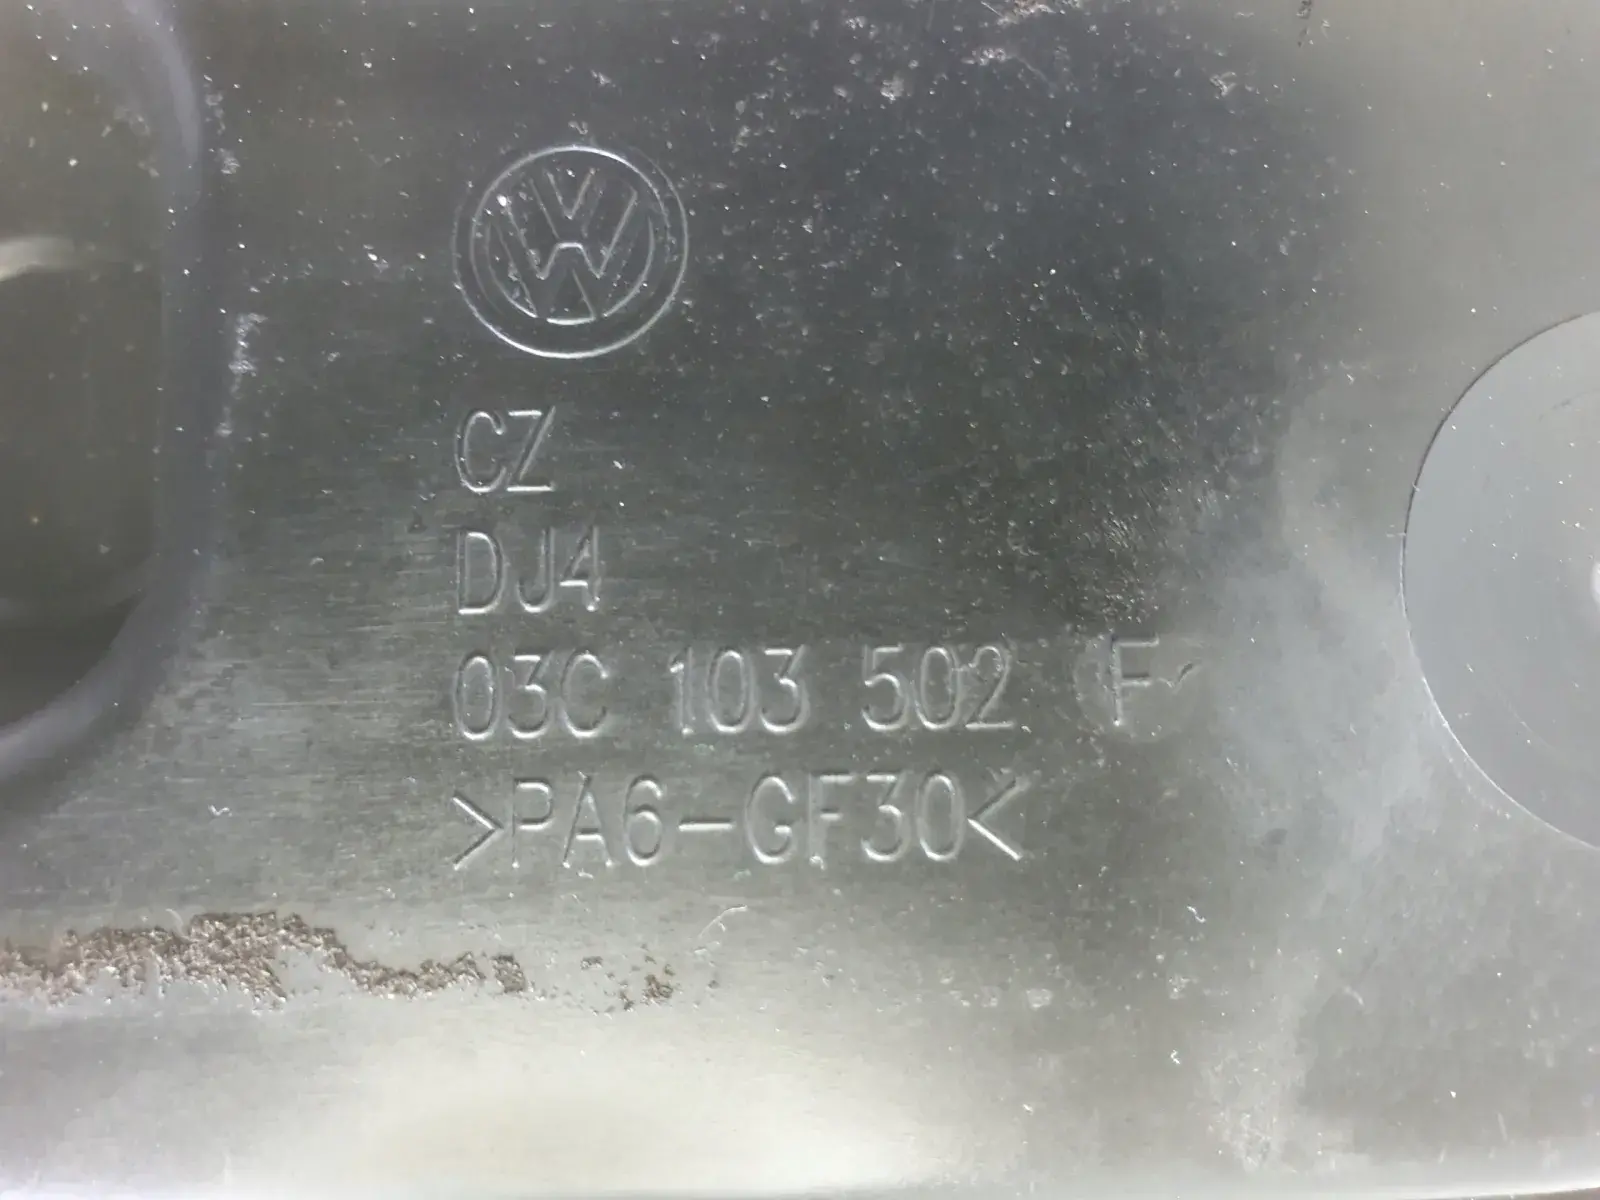 CZ
DJ4
03C 103 502 F
>PA6-GF30<